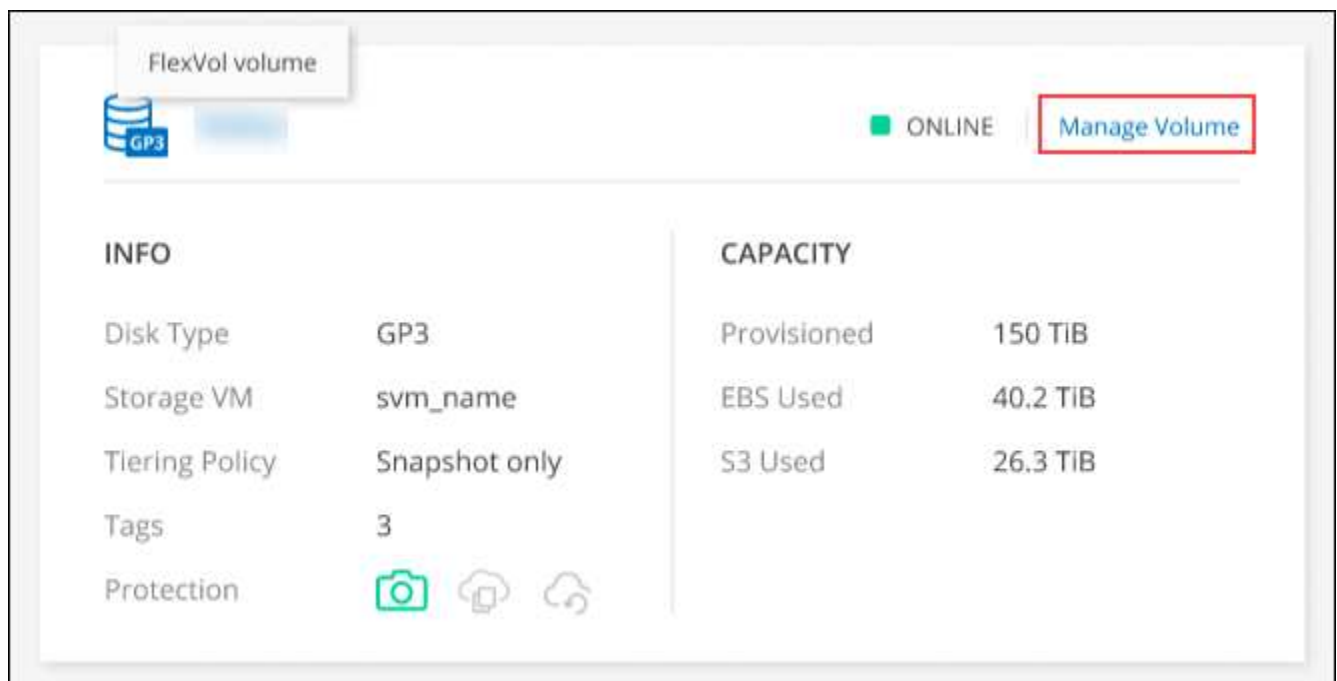 FlexVol volume
GP3
ONLINE
Manage Volume
INFO
Disk Type GP3
Storage VM svm_name
Tiering Policy Snapshot only
Tags 3
Protection
CAPACITY
Provisioned 150 TiB
EBS Used 40.2 TiB
S3 Used 26.3 TiB